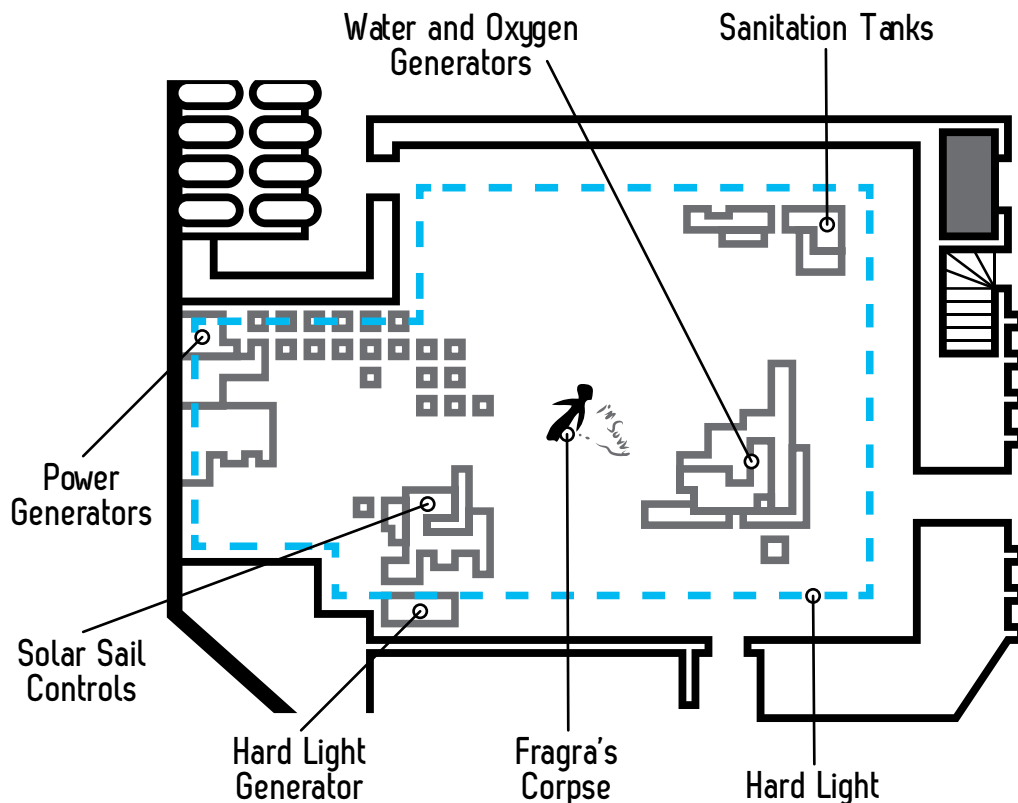 Water and Oxygen
Generators
Sanitation Tanks
I'm
Power
Generators
Solar Sail
Controls
Hard Light
Generator
Fragra's
Corpse
Hard Light